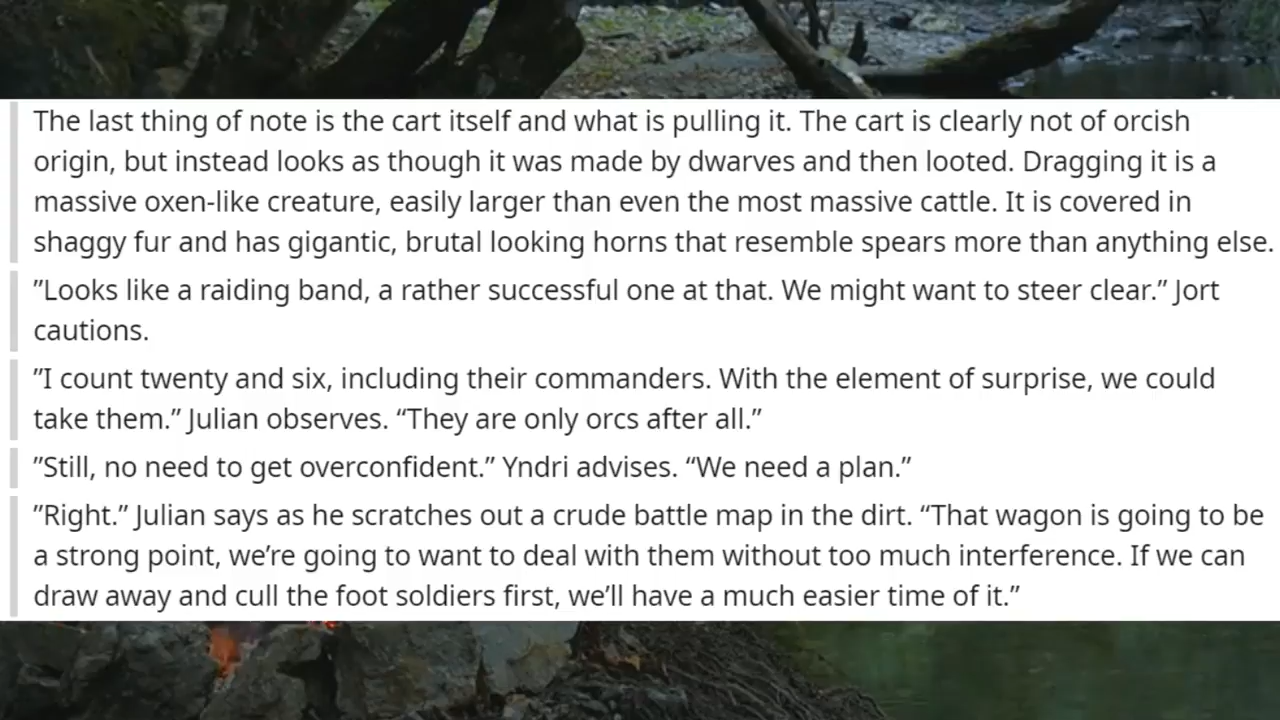 The last thing of note is the cart itself and what is pulling it. The cart is clearly not of orcish
origin, but instead looks as though it was made by dwarves and then looted. Dragging it is a
massive oxen-like creature, easily larger than even the most massive cattle. It is covered in
shaggy fur and has gigantic, brutal looking horns that resemble spears more than anything else.
”Looks like a raiding band, a rather successful one at that. We might want to steer clear.” Jort
cautions.
”I count twenty and six, including their commanders. With the element of surprise, we could
take them.” Julian observes. “They are only orcs after all.”
”Still, no need to get overconfident.” Yndri advises. “We need a plan.”
”Right.” Julian says as he scratches out a crude battle map in the dirt. “That wagon is going to be
a strong point, we’re going to want to deal with them without too much interference. If we can
draw away and cull the foot soldiers first, we’ll have a much easier time of it.”